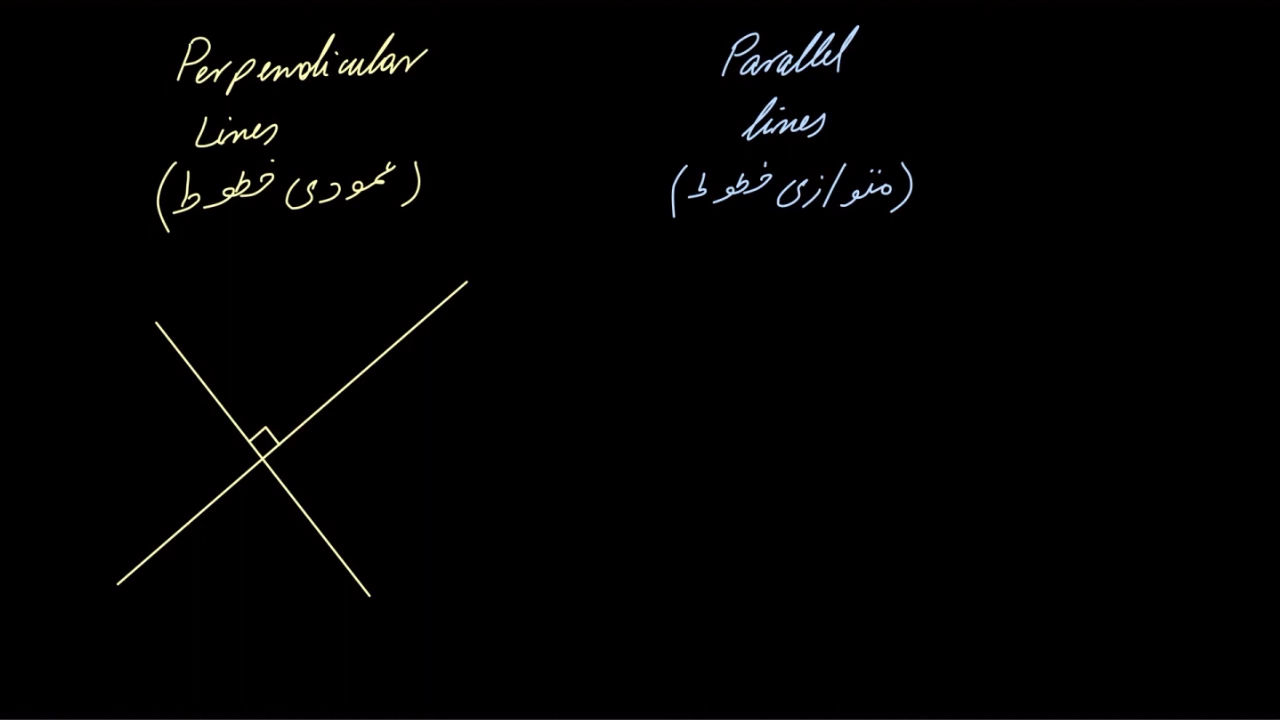 Perpendicular
Lines
(عمودی خطوط)
Parallel
lines
(متوازی خطوط)